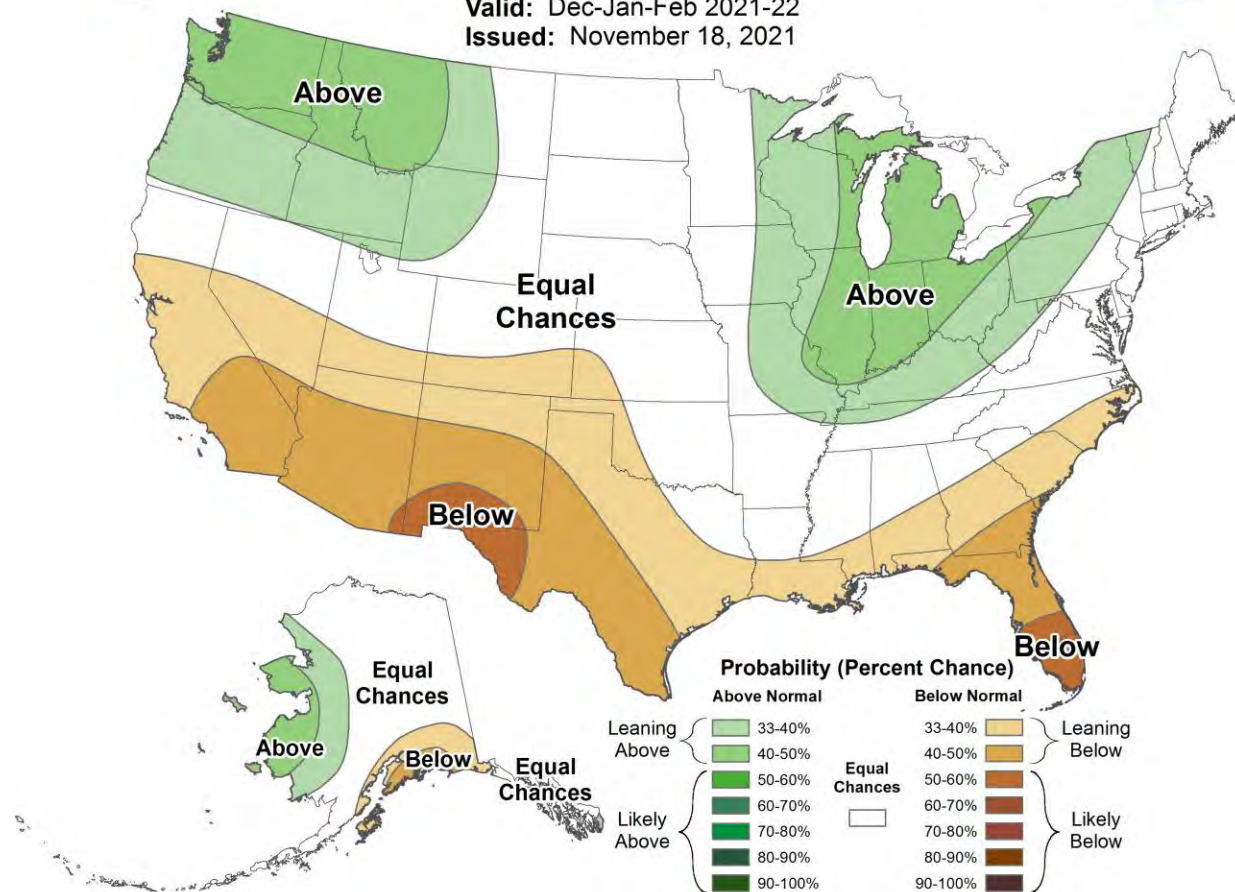 Valid: Dec-Jan-Feb 2021-22
Issued: November 18, 2021
Above
Equal
Chances
Above
Below
Below
Equal
Chances
Above
Below
Equal
Chances
Probability (Percent Chance)
Above Normal
Below Normal
Leaning
Above
33-40%
40-50%
Likely
Above
50-60%
60-70%
70-80%
80-90%
90-100%
Equal
Chances
33-40%
40-50%
Leaning
Below
50-60%
60-70%
70-80%
80-90%
90-100%
Likely
Below